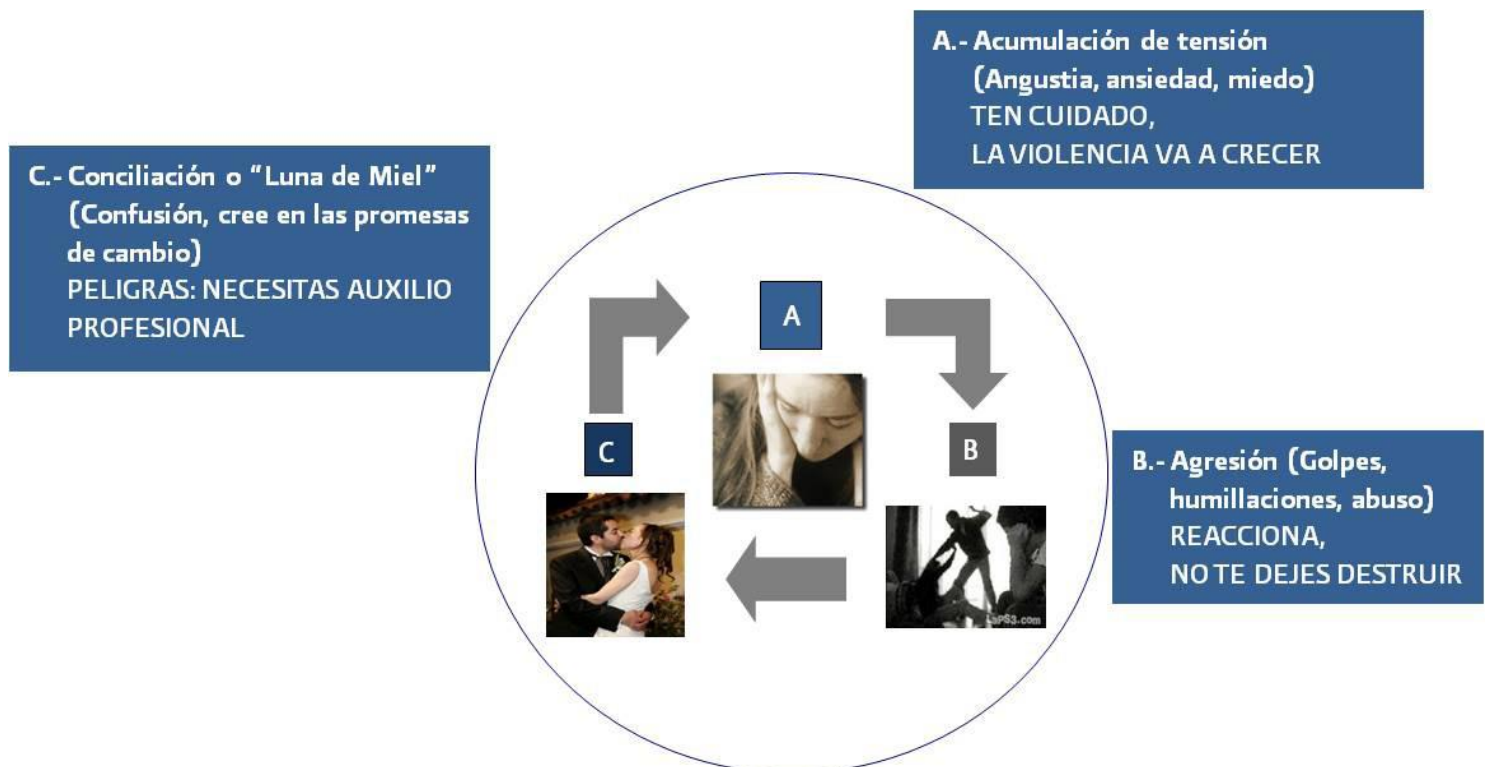 A.- Acumulación de tensión
(Angustia, ansiedad, miedo)
TEN CUIDADO,
LA VIOLENCIA VA A CRECER
C.- Conciliación o “Luna de Miel”
(Confusión, cree en las promesas
de cambio)
PELIGRAS: NECESITAS AUXILIO
PROFESIONAL
A
C
B
B.- Agresión (Golpes,
humillaciones, abuso)
REACCIONA,
NO TE DEJES DESTRUIR